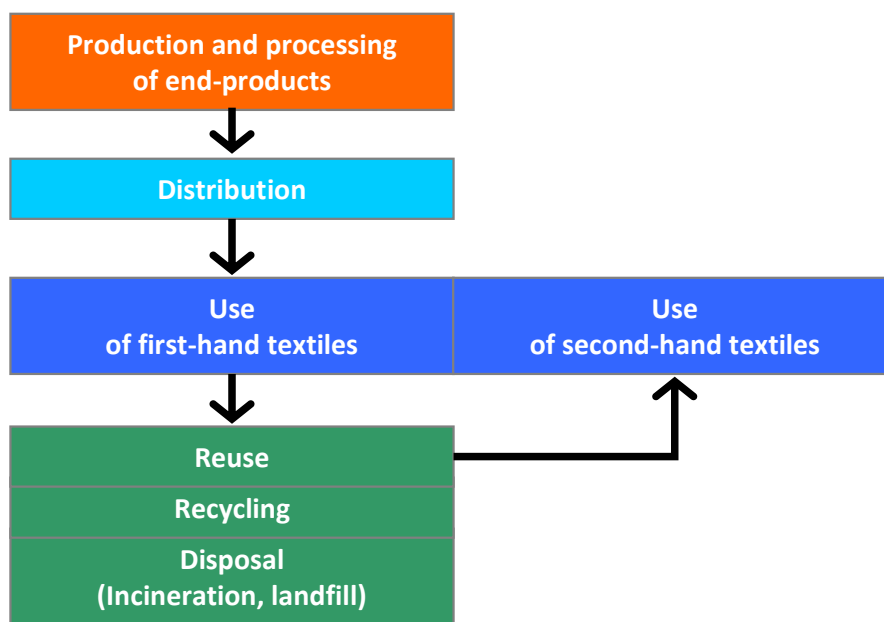 Production and processing
of end-products
Distribution
Use
of first-hand textiles
Use
of second-hand textiles
Reuse
Recycling
Disposal
(Incineration, landfill)